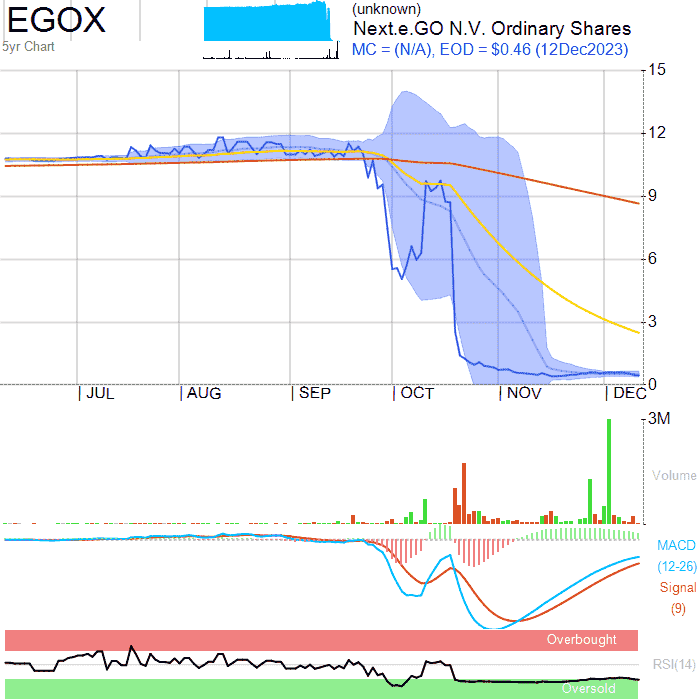 EGOX
5yr Chart
(unknown)
Next.e.GO N.V. Ordinary Shares
MC = (N/A), EOD = $0.46 (12Dec2023)
15
12
9
6
3
0
JUL
AUG
SEP
OCT
NOV
DEC
3M
Volume
MACD
(12-26)
Signal
(9)
Overbought
RSI(14)
Oversold